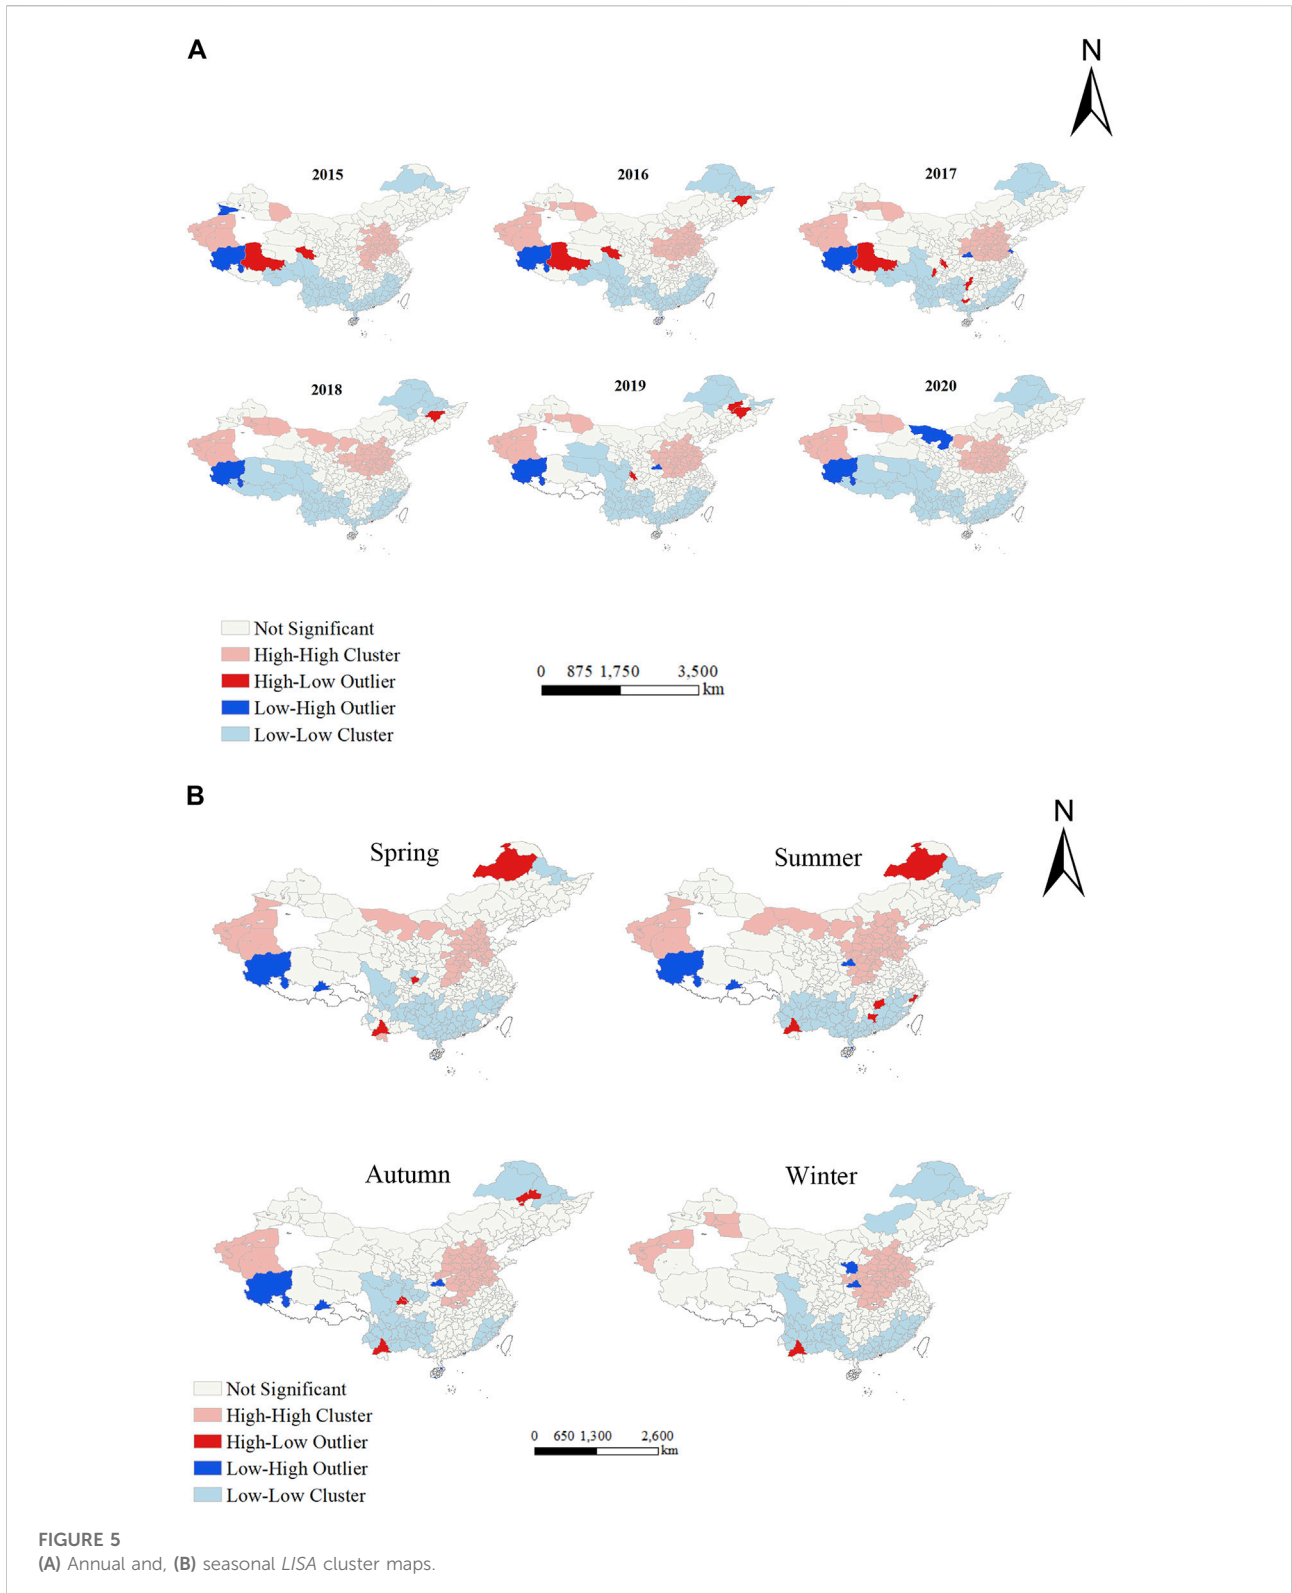 A
N
2015
2016
2017
2018
2019
2020
Not Significant
High-High Cluster
High-Low Outlier
Low-High Outlier
Low-Low Cluster
0 875 1,750 3,500
km
B
N
Spring
Summer
Autumn
Winter
Not Significant
High-High Cluster
High-Low Outlier
Low-High Outlier
Low-Low Cluster
0 650 1,300 2,600
km
FIGURE 5
(A) Annual and, (B) seasonal LISA cluster maps.